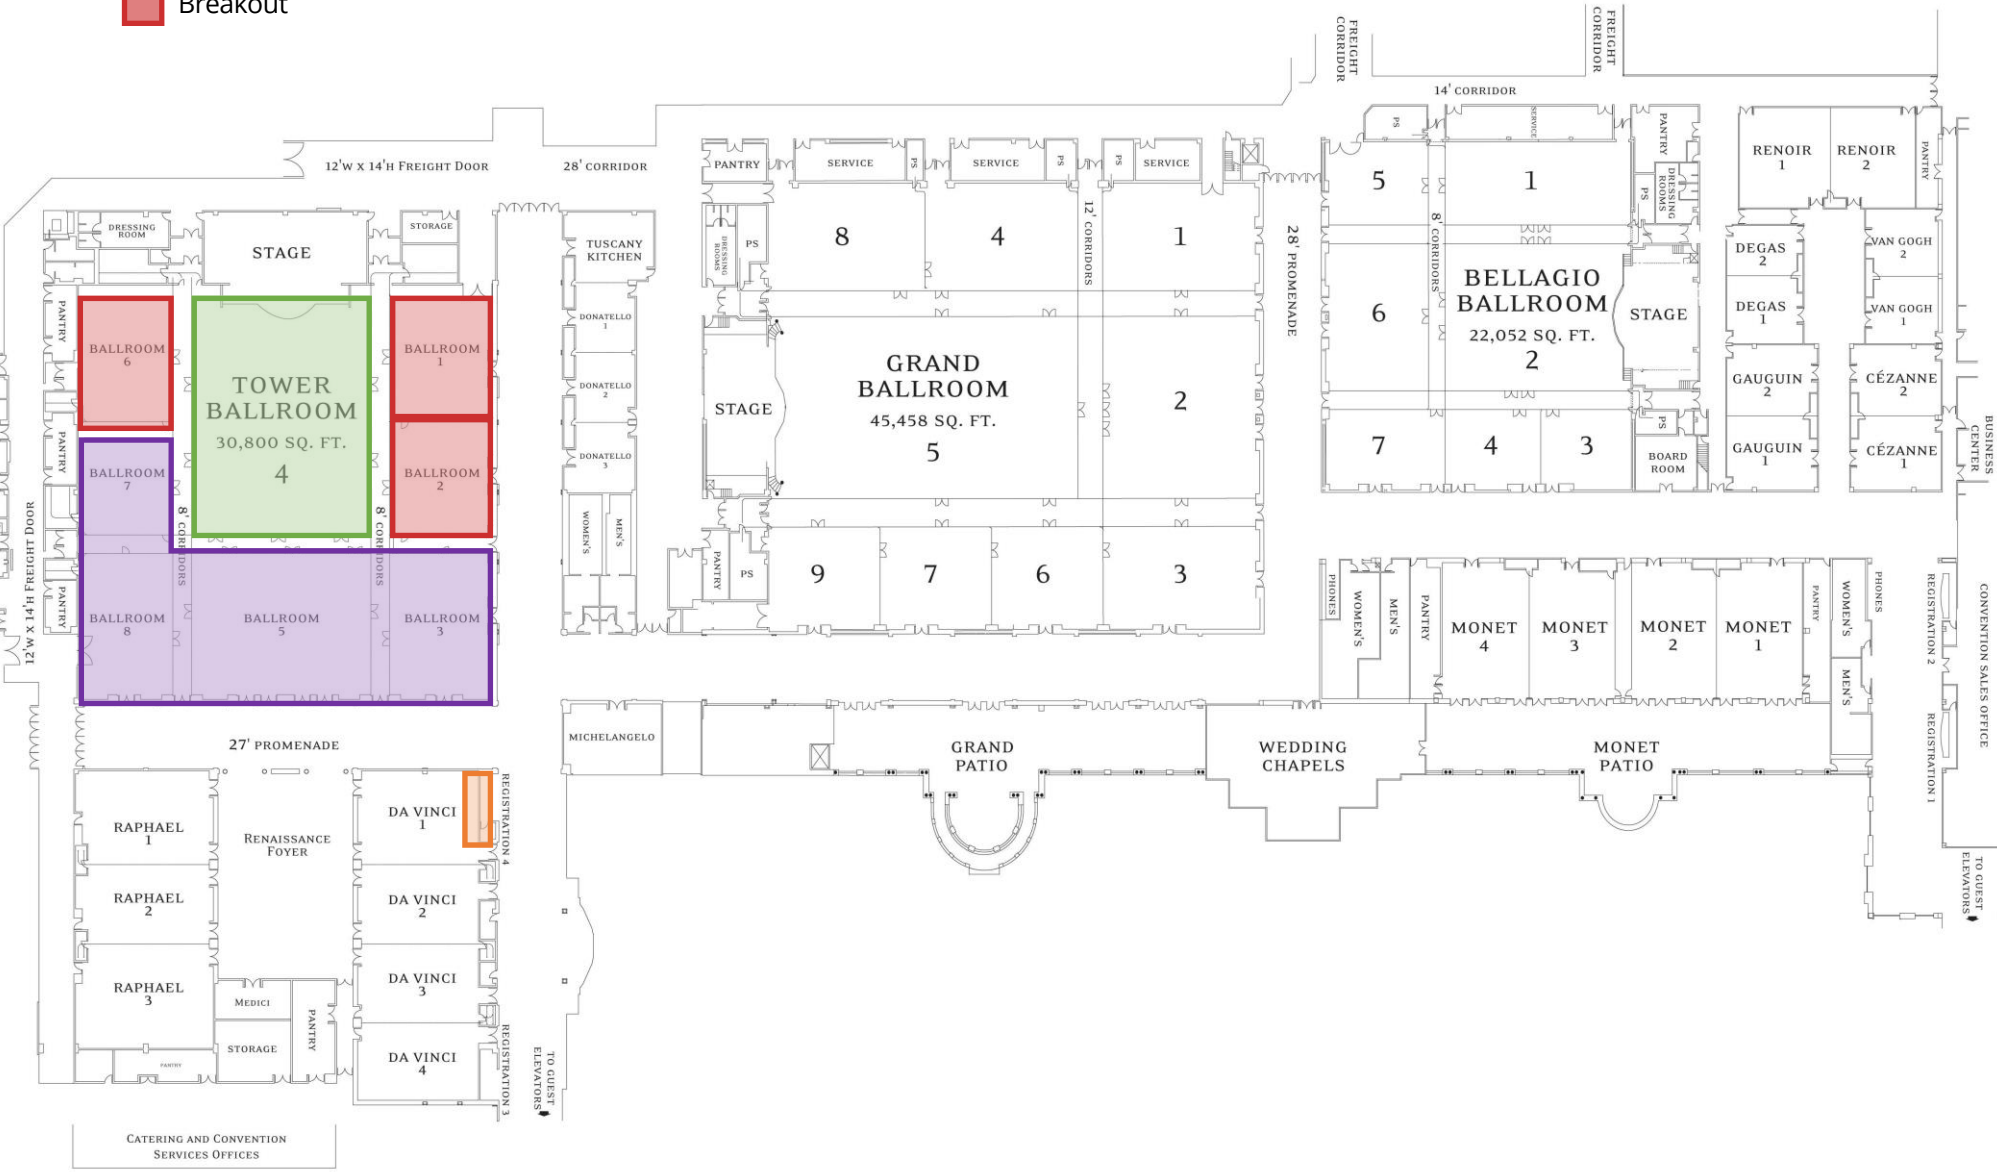 Breakout
FREIGHT
CORRIDOR
FREIGHT
CORRIDOR
14' CORRIDOR
12'W X 14'H FREIGHT DOOR
28' CORRIDOR
DRESSING
ROOM
STAGE
STORAGE
PANTRY
BALLROOM
6
TOWER
BALLROOM
30,800 SQ. FT.
4
BALLROOM
1
PANTRY
BALLROOM
7
BALLROOM
2
8' CORRIDORS
8' CORRIDORS
12'W X 14'H FREIGHT DOOR
PANTRY
BALLROOM
8
BALLROOM
5
BALLROOM
3
TUSCANY
KITCHEN
DONATELLO
1
DONATELLO
2
DONATELLO
3
WOMEN'S
MEN'S
PANTRY
SERVICE
PS
SERVICE
PS
PS
SERVICE
DRESSING
ROOMS
PS
8
4
12' CORRIDORS
1
28' PROMENADE
STAGE
GRAND
BALLROOM
45,458 SQ. FT.
5
2
PANTRY
PS
9
7
6
3
PS
SERVICE
PANTRY
DRESSING
ROOMS
PS
5
1
8' CORRIDORS
6
BELLAGIO
BALLROOM
22,052 SQ. FT.
2
STAGE
7
4
3
PS
BOARD
ROOM
RENOIR
1
RENOIR
2
PANTRY
DEGAS
2
VAN GOGH
2
DEGAS
1
VAN GOGH
1
GAUGUIN
2
CÉZANNE
2
GAUGUIN
1
CÉZANNE
1
BUSINESS
CENTER
PHONES
WOMEN'S
MEN'S
PANTRY
MONET
4
MONET
3
MONET
2
MONET
1
PANTRY
WOMEN'S
MEN'S
PHONES
REGISTRATION 2
REGISTRATION 1
CONVENTION SALES OFFICE
27' PROMENADE
MICHELANGELO
GRAND
PATIO
WEDDING
CHAPELS
MONET
PATIO
TO GUEST
ELEVATORS
RAPHAEL
1
RENAISSANCE
FOYER
DA VINCI
1
REGISTRATION 4
RAPHAEL
2
DA VINCI
2
RAPHAEL
3
DA VINCI
3
MEDICI
STORAGE
PANTRY
PANTRY
DA VINCI
4
REGISTRATION 3
TO GUEST
ELEVATORS
CATERING AND CONVENTION
SERVICES OFFICES